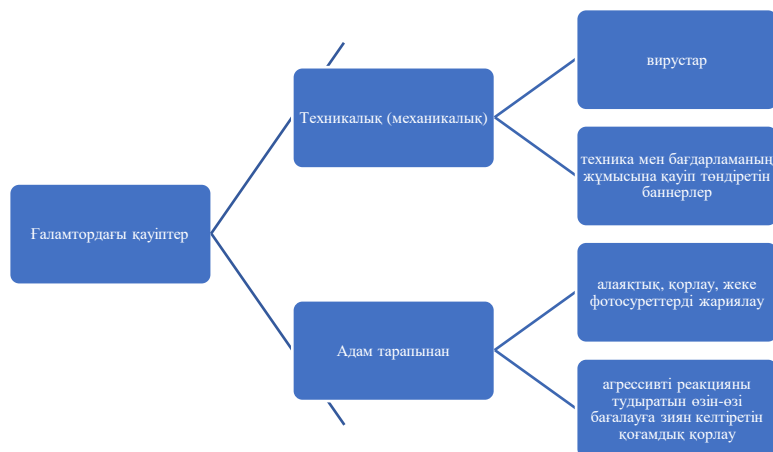 Ғаламтордағы қауіптер
Техникалық (механикалық)
вирустар
техника мен бағдарламаның
жұмысына қауіп төндіретін
баннерлер
Адам тарапынан
алаяқтық, қорлау, жеке
фотосуреттерді жариялау
агрессивті реакцияны
тудыратын өзін-өзі
бағалауға зиян келтіретін
қоғамдық қорлау